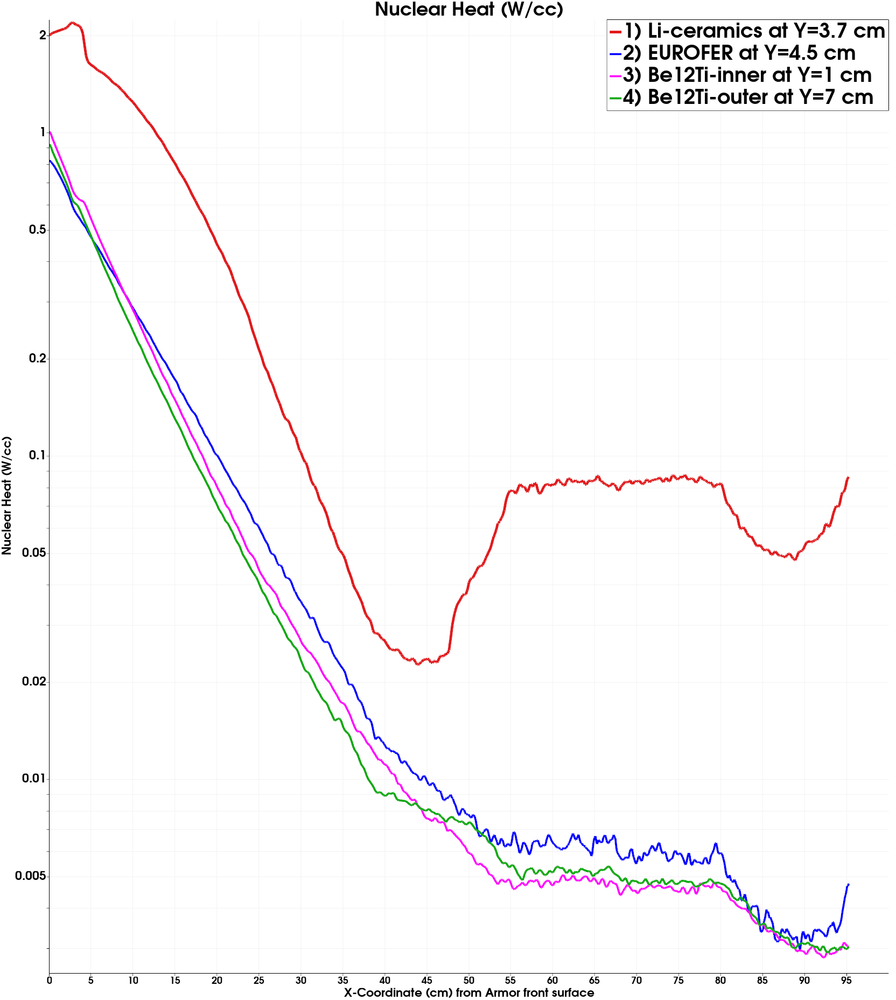 Nuclear Heat (W/cc)
1) Li-ceramics at Y=3.7 cm
2) EUROFER at Y=4.5 cm
3) Be12Ti-inner at Y=1 cm
4) Be12Ti-outer at Y=7 cm
2
1
0.5
0.2
0.1
0.05
0.02
0.01
0.005
Nuclear Heat (W/cc)
0 5 10 15 20 25 30 35 40 45 50 55 60 65 70 75 80 85 90 95
X-Coordinate (cm) from Armor front surface